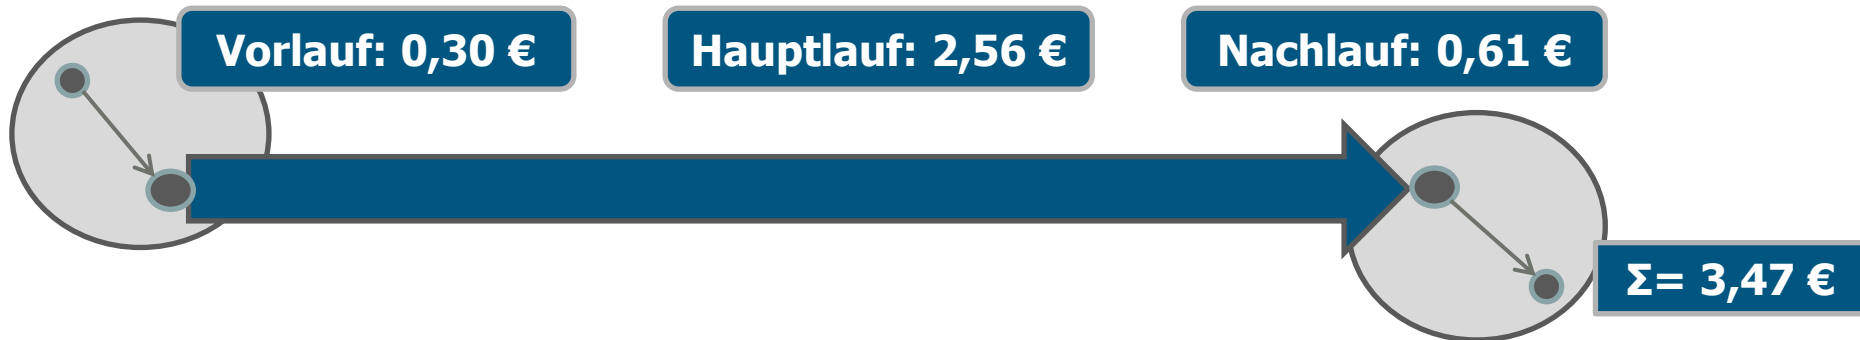 Vorlauf: 0,30 €
Hauptlauf: 2,56 €
Nachlauf: 0,61 €
Σ= 3,47 €